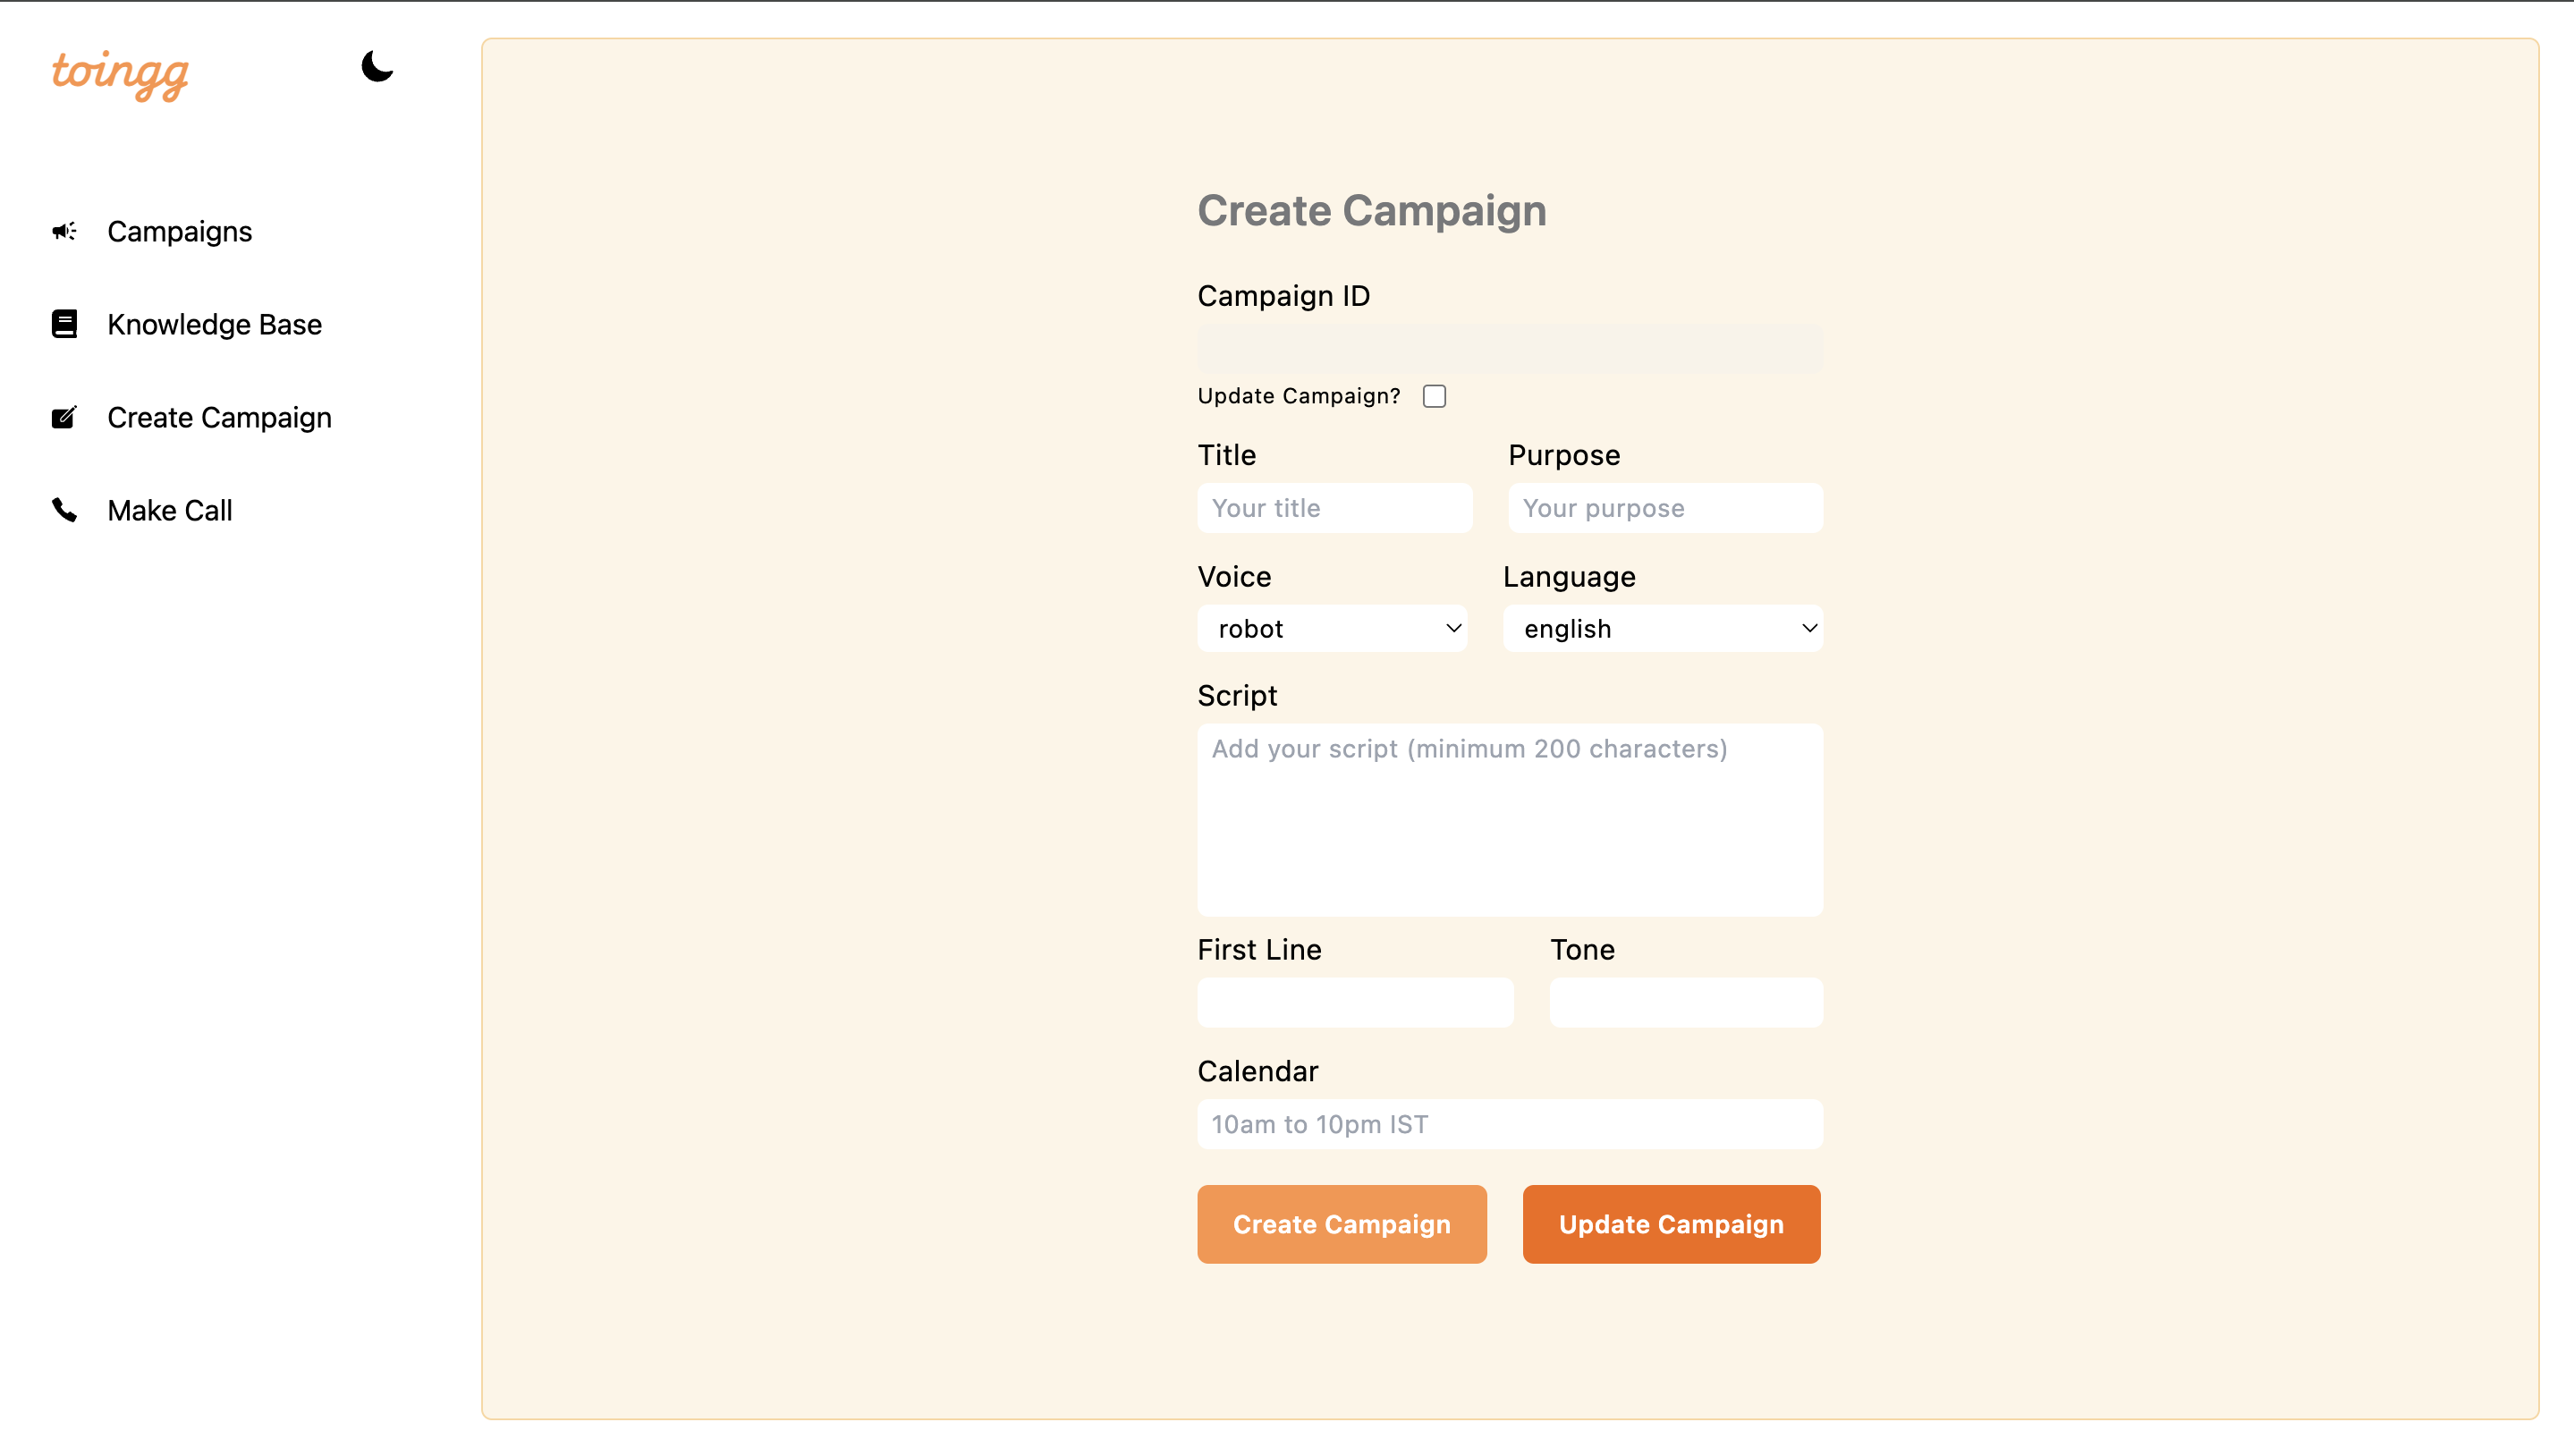 toingg
Campaigns
Knowledge Base
Create Campaign
Make Call
Create Campaign
Campaign ID
Update Campaign?
Title Purpose
Your title Your purpose
Voice Language
robot english
Script
Add your script (minimum 200 characters)
First Line Tone
Calendar
10am to 10pm IST
Create Campaign Update Campaign